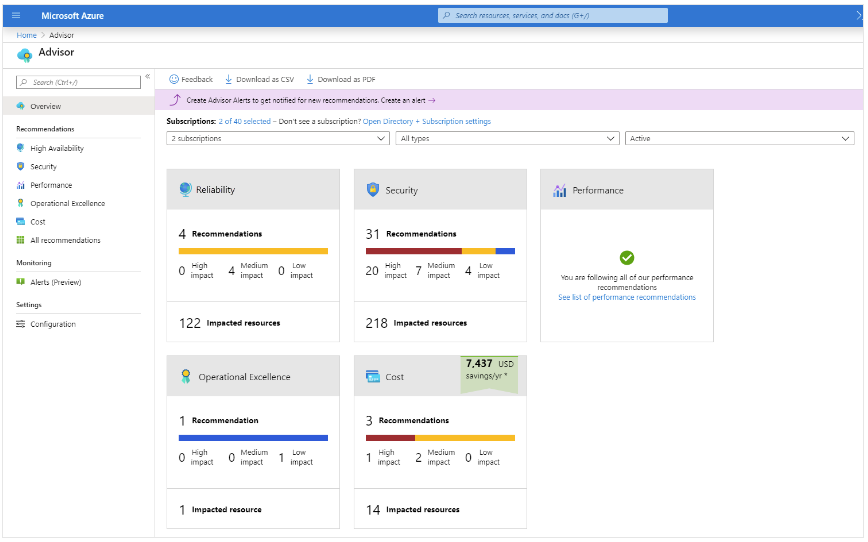 Microsoft Azure
Search resources, services, and docs (G+/)
Home > Advisor
Advisor
Search (Ctrl+/)
«
Overview
Recommendations
High Availability
Security
Performance
Operational Excellence
Cost
All recommendations
Monitoring
Alerts (Preview)
Settings
Configuration
Feedback
Download as CSV
Download as PDF
Create Advisor Alerts to get notified for new recommendations. Create an alert →
Subscriptions: 2 of 40 selected – Don't see a subscription? Open Directory + Subscription settings
2 subscriptions
All types
Active
Reliability
4 Recommendations
0 High impact 4 Medium impact 0 Low impact
122 Impacted resources
Security
31 Recommendations
20 High impact 7 Medium impact 4 Low impact
218 Impacted resources
Performance
You are following all of our performance
recommendations
See list of performance recommendations
Operational Excellence
1 Recommendation
0 High impact 0 Medium impact 1 Low impact
1 Impacted resource
Cost
7,437 USD
savings/yr *
3 Recommendations
1 High impact 2 Medium impact 0 Low impact
14 Impacted resources